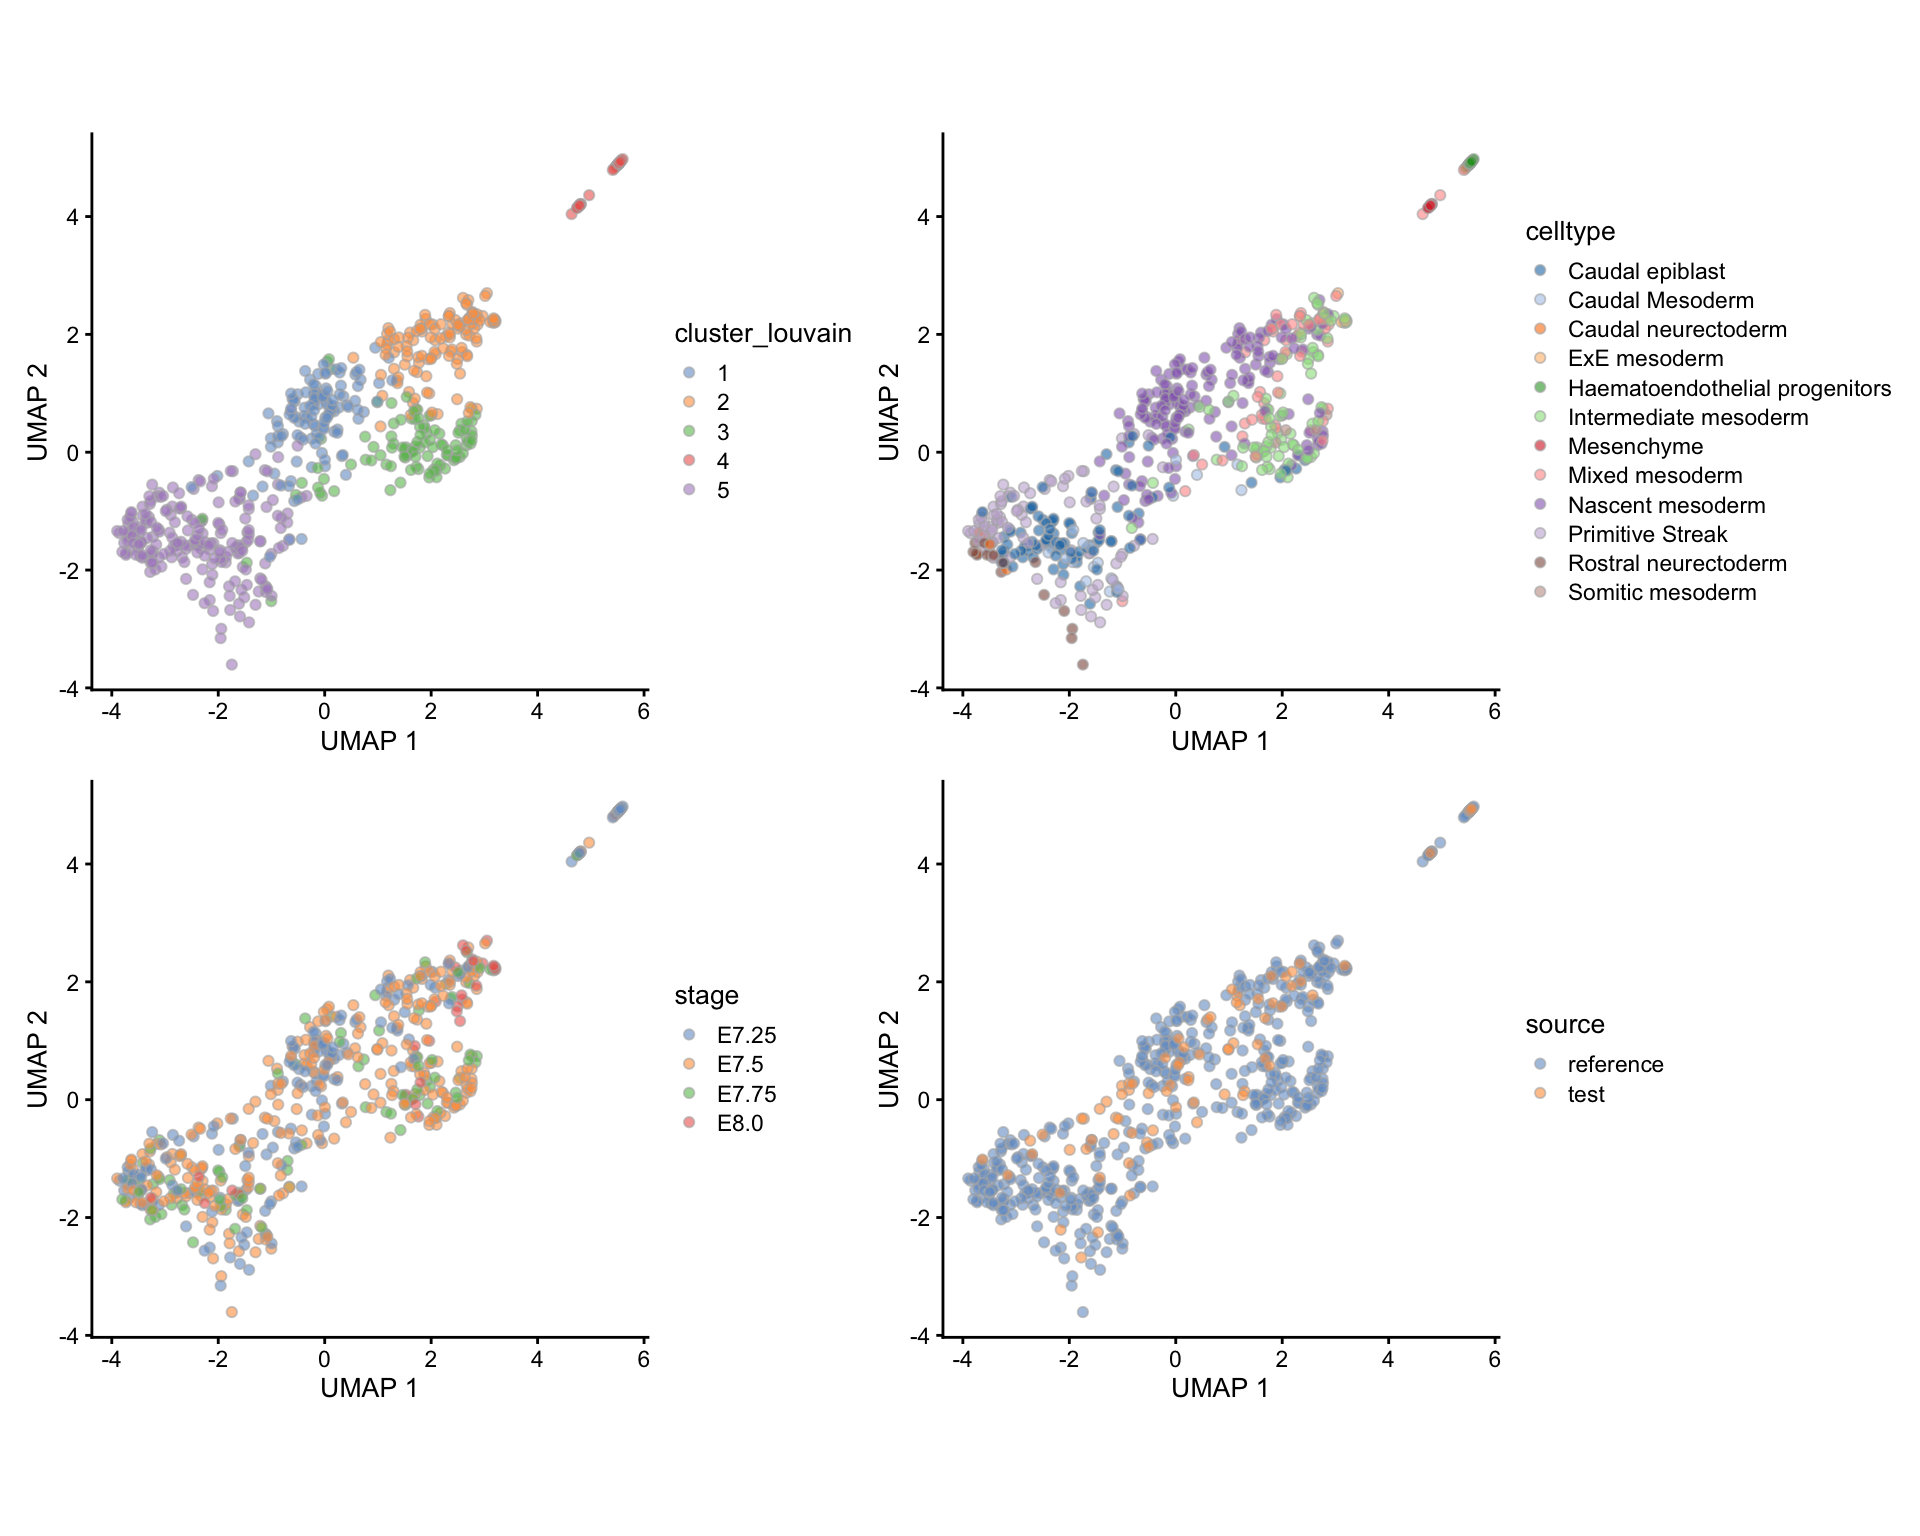 4
2
0
-2
-4
-4 -2 0 2 4 6
UMAP 1
UMAP 2
cluster_louvain
1
2
3
4
5
4
2
0
-2
-4
-4 -2 0 2 4 6
UMAP 1
UMAP 2
celltype
Caudal epiblast
Caudal Mesoderm
Caudal neurectoderm
ExE mesoderm
Haematoendothelial progenitors
Intermediate mesoderm
Mesenchyme
Mixed mesoderm
Nascent mesoderm
Primitive Streak
Rostral neurectoderm
Somitic mesoderm
4
2
0
-2
-4
-4 -2 0 2 4 6
UMAP 1
UMAP 2
stage
E7.25
E7.5
E7.75
E8.0
4
2
0
-2
-4
-4 -2 0 2 4 6
UMAP 1
UMAP 2
source
reference
test